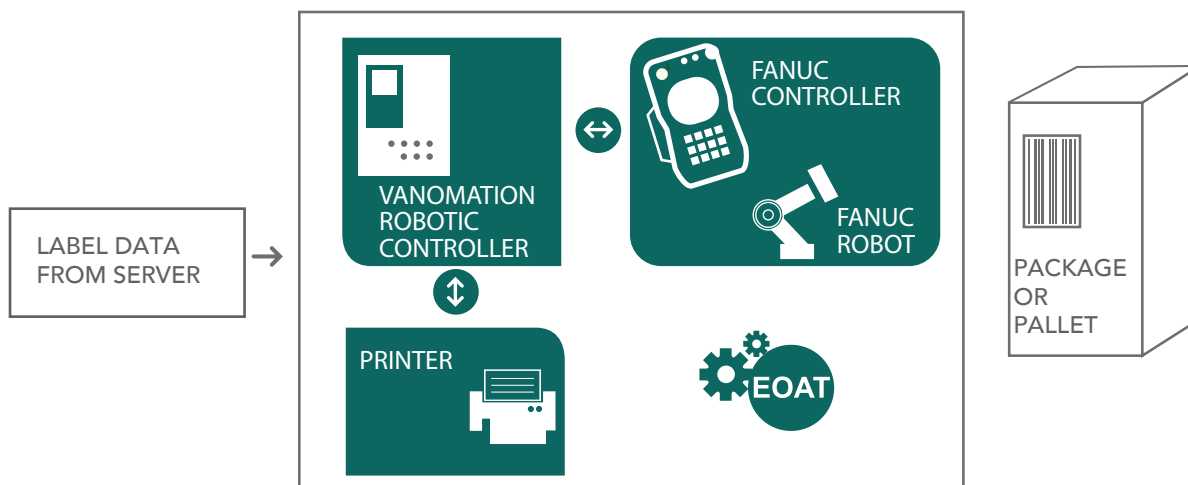 LABEL DATA
FROM SERVER
VANOMATION
ROBOTIC
CONTROLLER
FANUC
CONTROLLER
FANUC
ROBOT
PRINTER
EOAT
PACKAGE
OR
PALLET